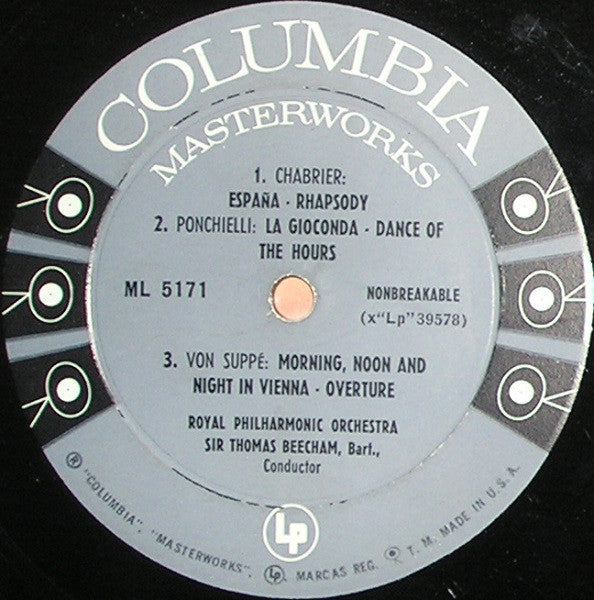 COLUMBIA
MASTERWORKS
1. CHABRIER:
ESPAÑA - RHAPSODY
2. PONCHIELLI: LA GIOCONDA - DANCE OF
THE HOURS
ML 5171
NONBREAKABLE
(x"Lp"39578)
3. VON SUPPÉ: MORNING, NOON AND
NIGHT IN VIENNA - OVERTURE
ROYAL PHILHARMONIC ORCHESTRA
SIR THOMAS BEECHAM, Bart.,
Conductor
Lp
® "COLUMBIA", "MASTERWORKS", Lp, MARCAS REG. T. M. MADE IN U. S. A.